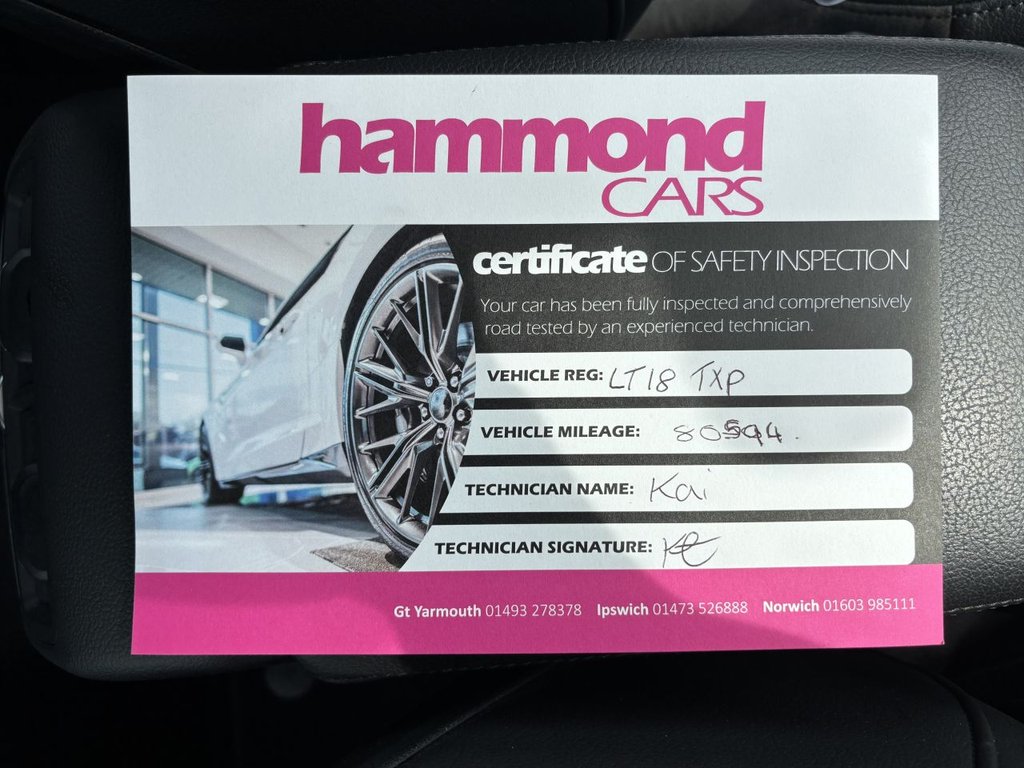 hammond
CARS
certificate OF SAFETY INSPECTION
Your car has been fully inspected and comprehensively
road tested by an experienced technician.
VEHICLE REG: LT18 TXP
VEHICLE MILEAGE:
TECHNICIAN NAME: Kai
TECHNICIAN SIGNATURE:
Gt Yarmouth 01493 278378 Ipswich 01473 526888 Norwich 01603 985111